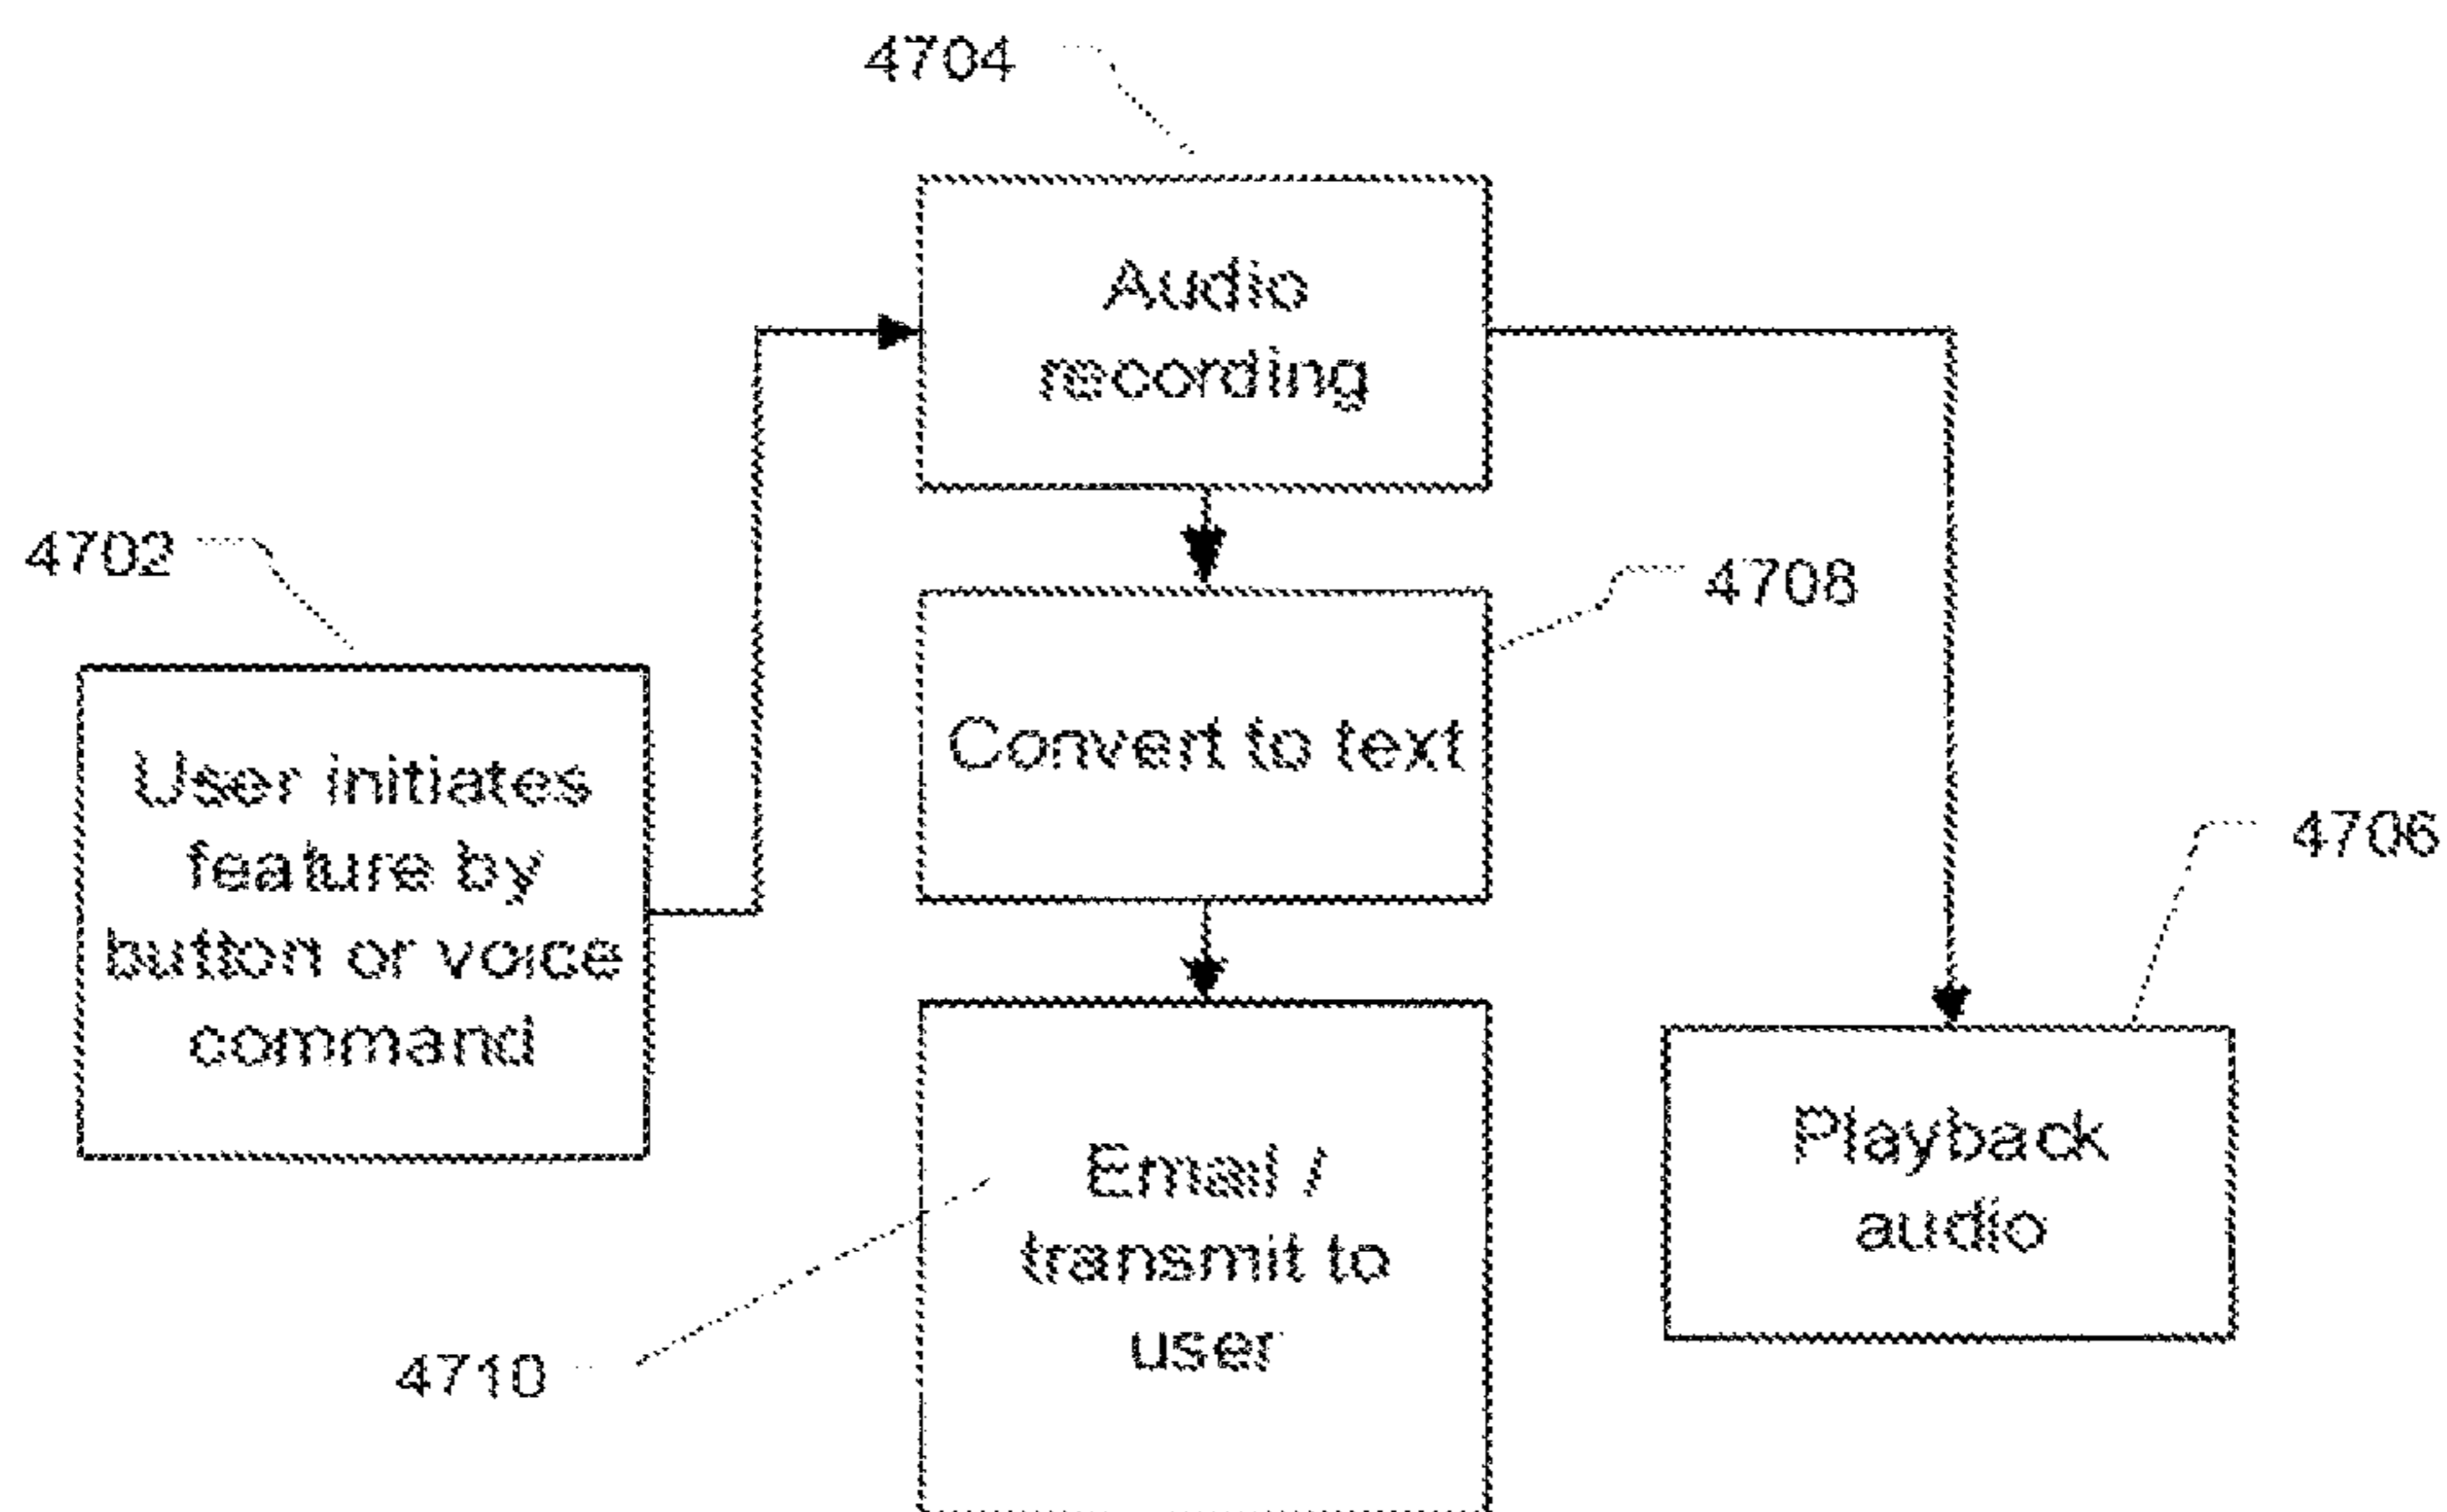 4704
Audio
recording
4702
4708
User initiates
feature by
button or voice
command
Convert to text
4706
Email /
transmit to
user
Playback
audio
4710